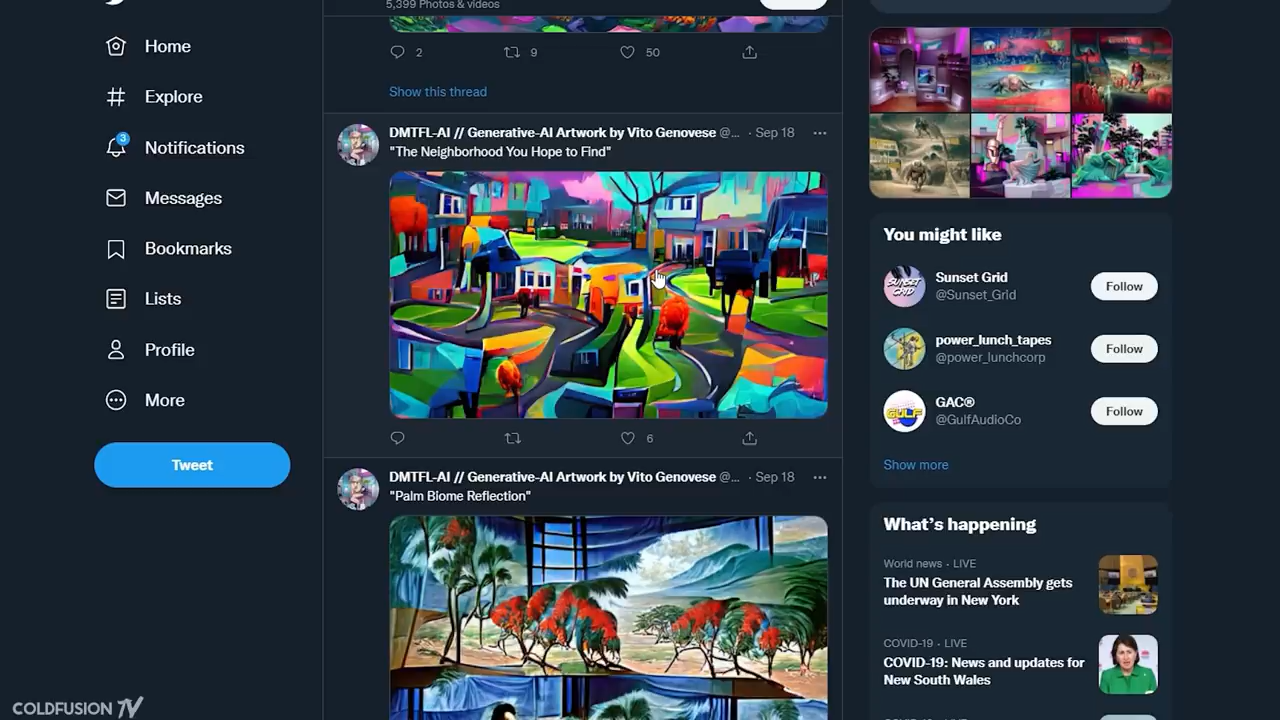 5,399 Photos & videos
Home
Explore
3
Notifications
Messages
Bookmarks
Lists
Profile
More
Tweet
2
9
50
Show this thread
DMTFL-AI // Generative-AI Artwork by Vito Genovese @... · Sep 18
"The Neighborhood You Hope to Find"
6
DMTFL-AI // Generative-AI Artwork by Vito Genovese @... · Sep 18
"Palm Biome Reflection"
You might like
SUNSET
GRID
Sunset Grid
@Sunset_Grid
Follow
power_lunch_tapes
@power_lunchcorp
Follow
GULF
GAC®
@GulfAudioCo
Follow
Show more
What's happening
World news · LIVE
The UN General Assembly gets
underway in New York
COVID-19 · LIVE
COVID-19: News and updates for
New South Wales
COLDFUSION TV